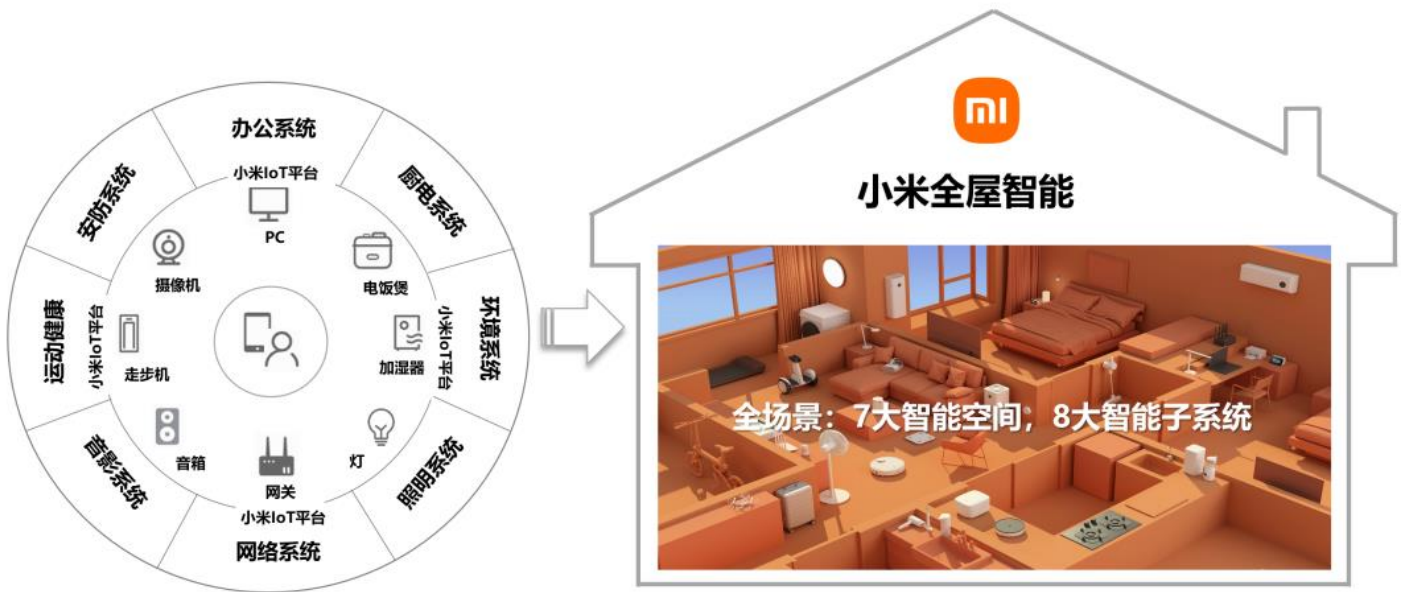 办公系统
小米IoT平台
PC
厨电系统
电饭煲
环境系统
小米IoT平台
加湿器
照明系统
灯
网络系统
小米IoT平台
网关
音影系统
音箱
运动健康
小米IoT平台
走步机
安防系统
摄像机
mi
小米全屋智能
全场景：7大智能空间，8大智能子系统